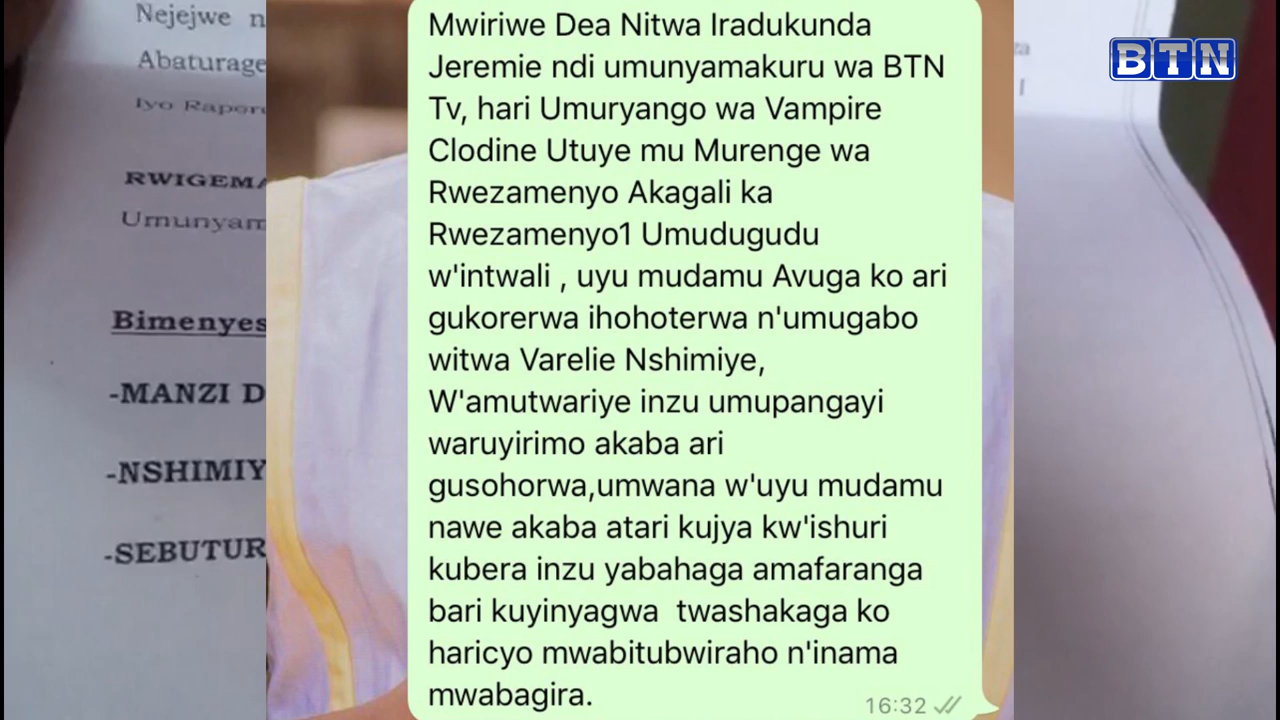 Nejejwe n
Abaturage
Iyo Rapor
RWIGEMA
Umunyam
Bimenyes
-MANZI D
-NSHIMIY
-SEBUTUR
Mwiriwe Dea Nitwa Iradukunda
Jeremie ndi umunyamakuru wa BTN
Tv, hari Umuryango wa Vampire
Clodine Utuye mu Murenge wa
Rwezamenyo Akagali ka
Rwezamenyo1 Umudugudu
w'intwali , uyu mudamu Avuga ko ari
gukorerwa ihohoterwa n'umugabo
witwa Varelie Nshimiye,
W'amutwariye inzu umupangayi
waruyirimo akaba ari
gusohorwa,umwana w'uyu mudamu
nawe akaba atari kujya kw'ishuri
kubera inzu yabahaga amafaranga
bari kuyinyagwa  twashakaga ko
haricyo mwabitubwiraho n'inama
mwabagira.
16:32
BTN